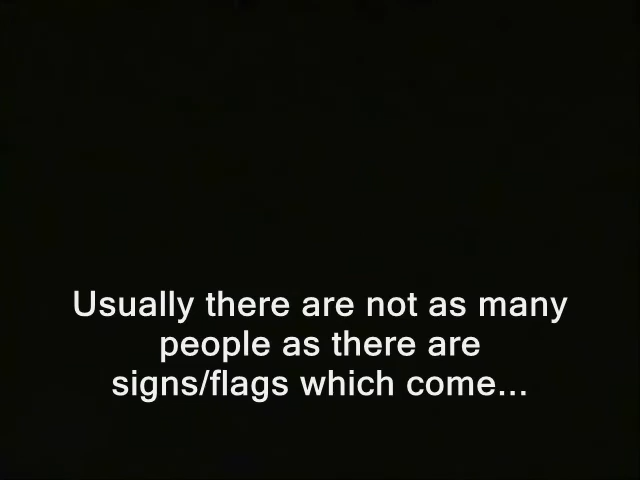 Usually there are not as many
people as there are
signs/flags which come...